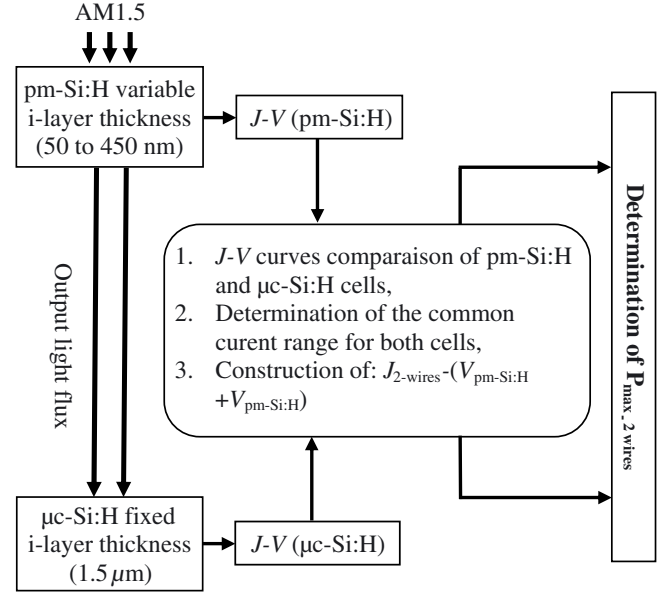 AM1.5
pm-Si:H variable
i-layer thickness
(50 to 450 nm)
J-V (pm-Si:H)
Output light flux
1. J-V curves comparaison of pm-Si:H
and µc-Si:H cells,
2. Determination of the common
curent range for both cells,
3. Construction of: J2-wires-(Vpm-Si:H
+Vpm-Si:H)
Determination of Pmax_2 wires
µc-Si:H fixed
i-layer thickness
(1.5 µm)
J-V (µc-Si:H)